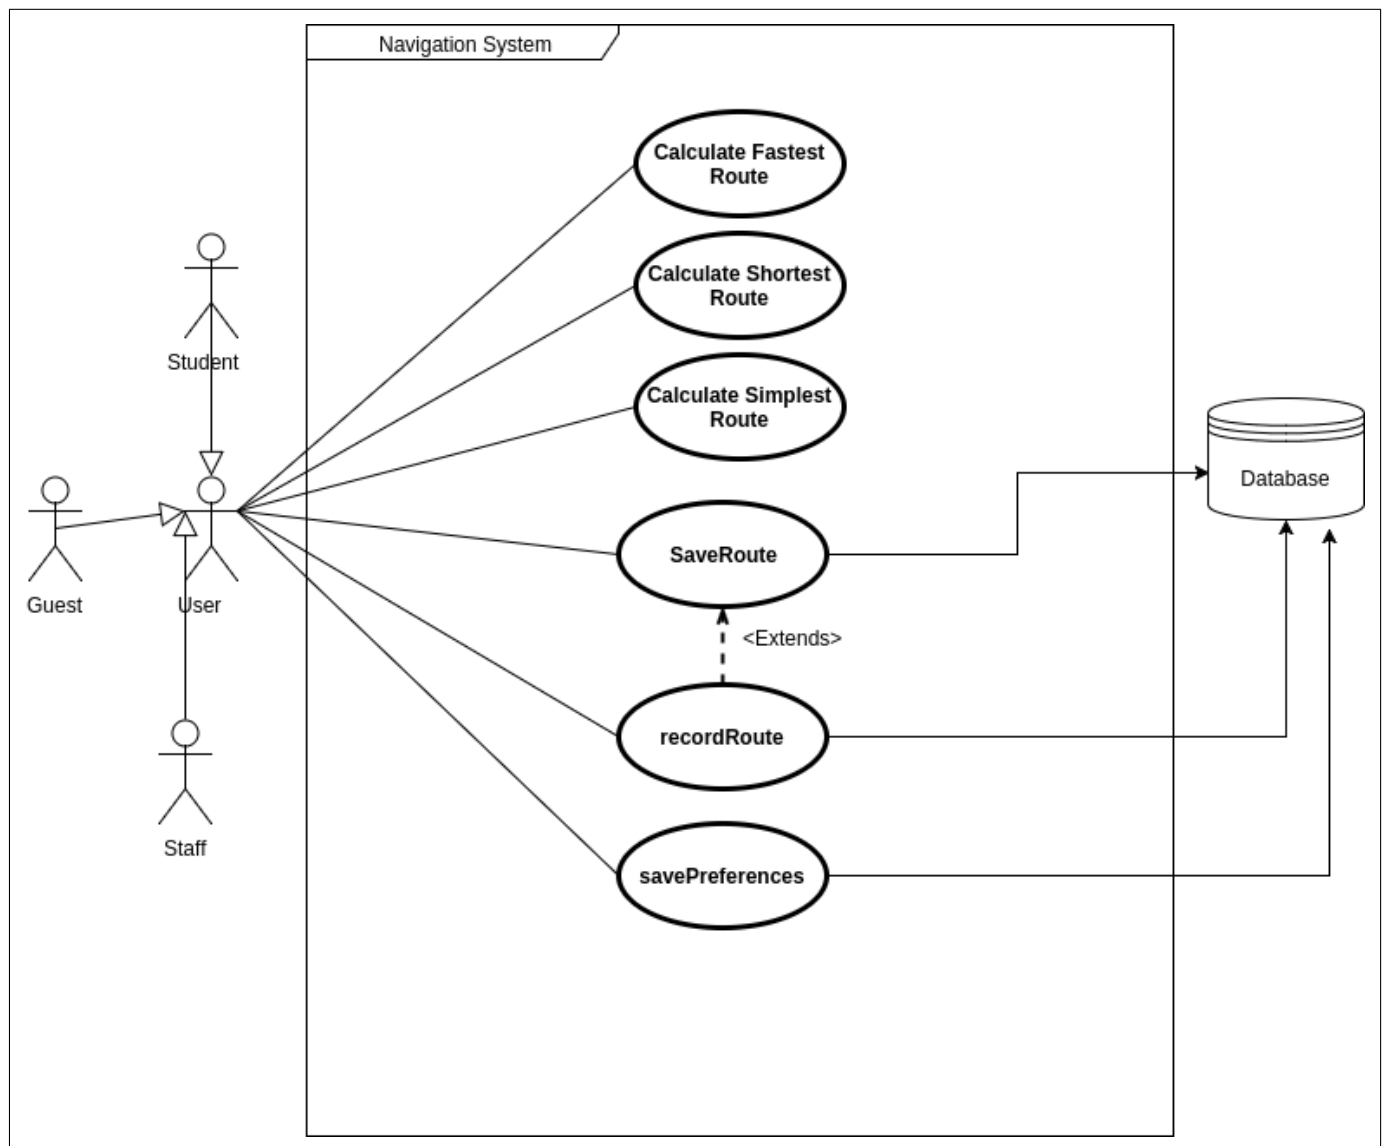 Navigation System
Calculate Fastest
Route
Calculate Shortest
Route
Student
Calculate Simplest
Route
Database
SaveRoute
Guest
User
<Extends>
recordRoute
Staff
savePreferences